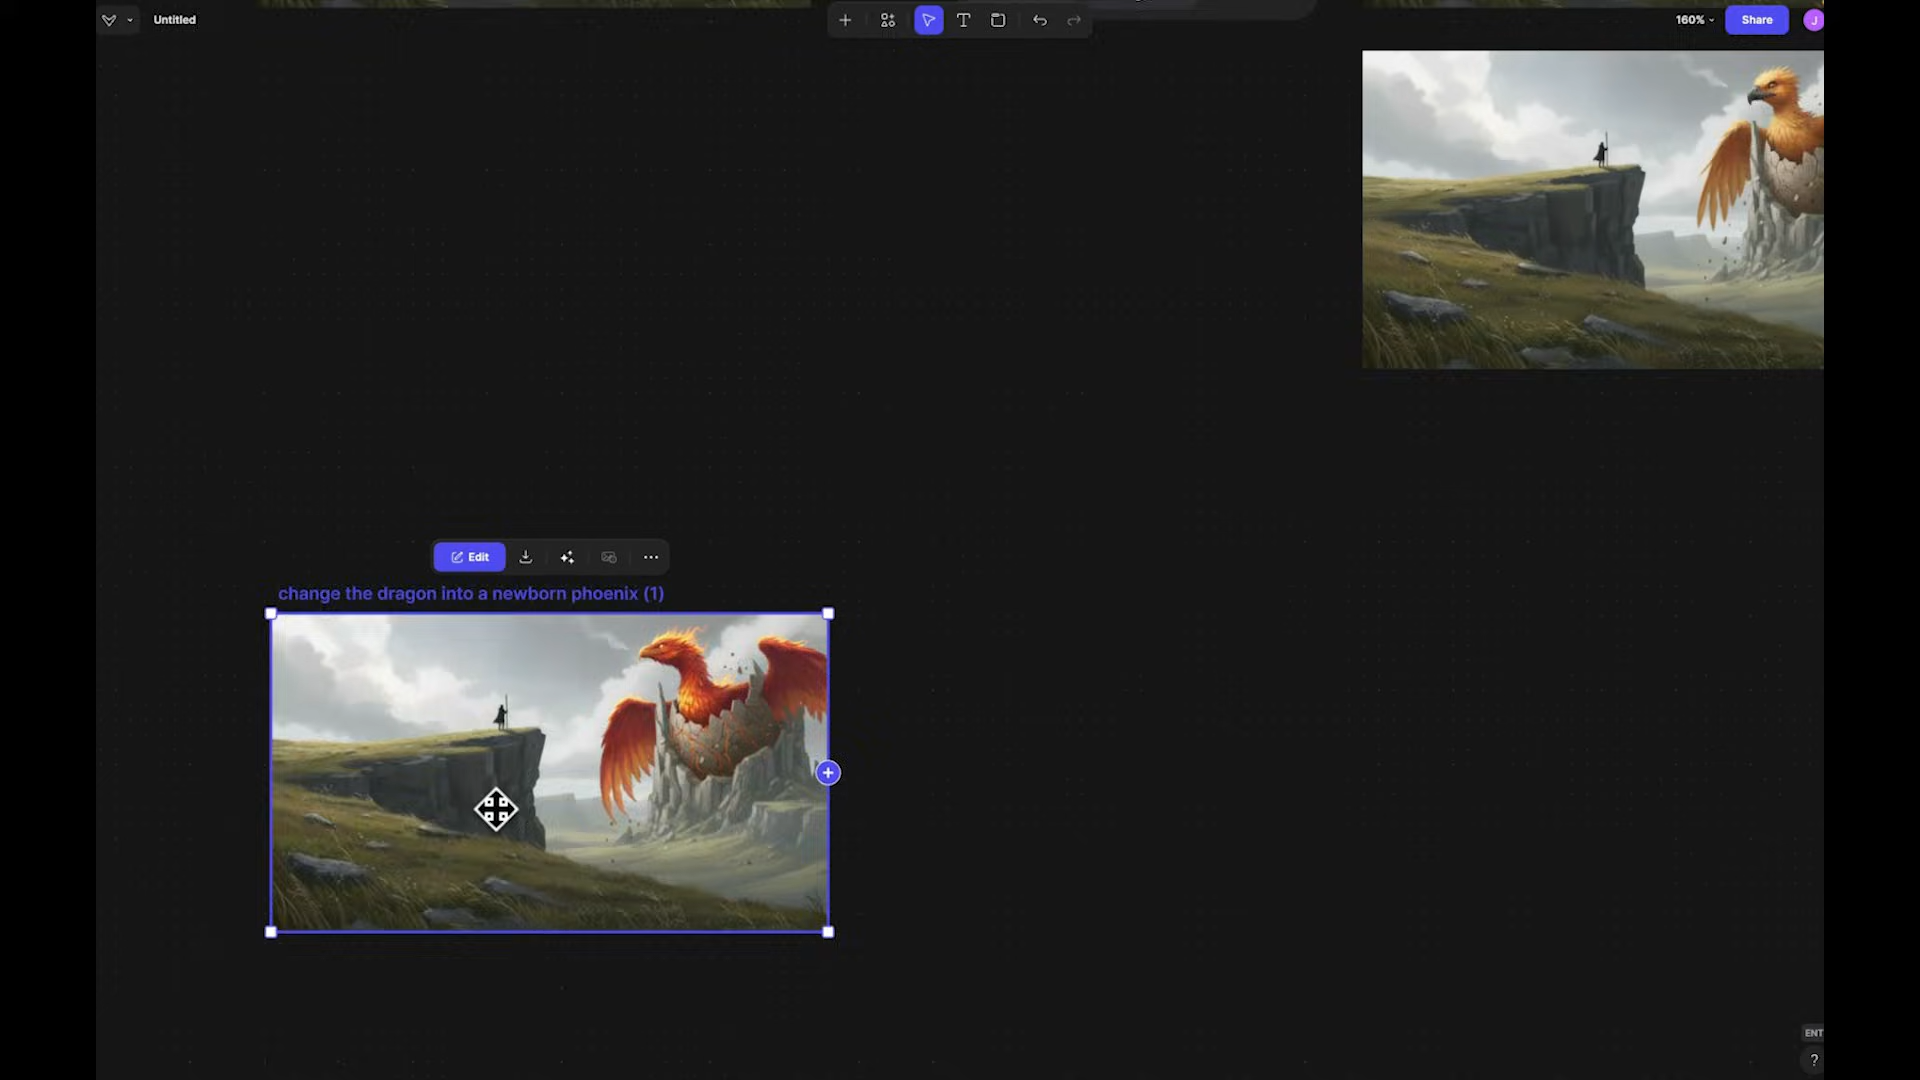 Untitled
160%
Share
J
Edit
change the dragon into a newborn phoenix (1)
ENT
?